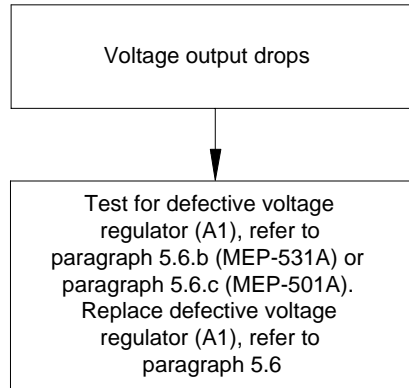 Voltage output drops
Test for defective voltage
regulator (A1), refer to
paragraph 5.6.b (MEP-531A) or
paragraph 5.6.c (MEP-501A).
Replace defective voltage
regulator (A1), refer to
paragraph 5.6